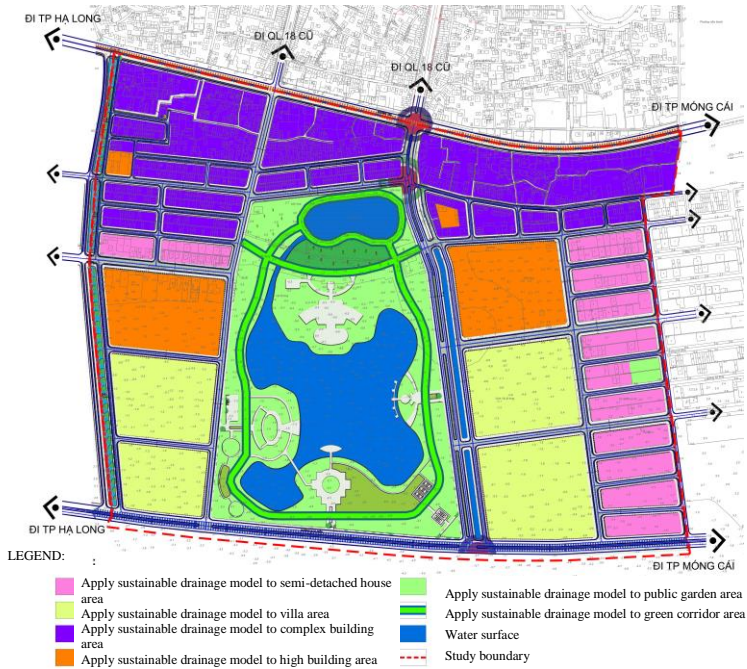 ĐI TP HẠ LONG
ĐI QL 18 CŨ
ĐI QL 18 CŨ
ĐI TP MÓNG CÁI
ĐI TP HẠ LONG
ĐI TP MÓNG CÁI
LEGEND: :
Apply sustainable drainage model to semi-detached house
area
Apply sustainable drainage model to villa area
Apply sustainable drainage model to complex building
area
Apply sustainable drainage model to high building area
Apply sustainable drainage model to public garden area
Apply sustainable drainage model to green corridor area
Water surface
Study boundary